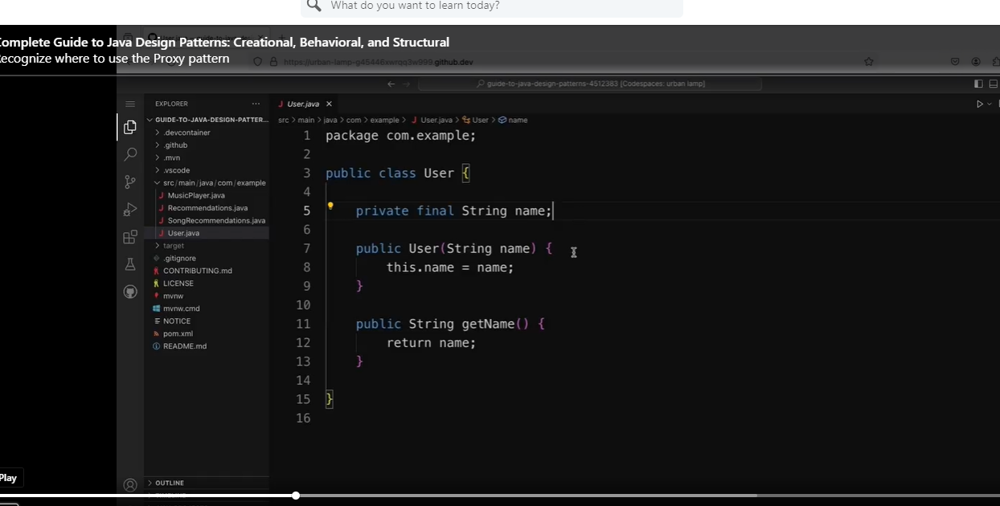 What do you want to learn today?
Complete Guide to Java Design Patterns: Creational, Behavioral, and Structural
Recognize where to use the Proxy pattern
https://urban-lamp-g45446xwrqq3w999.github.dev
guide-to-java-design-patterns-4512383 [Codespaces: urban lamp]
EXPLORER
User.java
GUIDE-TO-JAVA-DESIGN-PATTER...
src > main > java > com > example > J User.java > User > name
.devcontainer
.github
.mvn
.vscode
src/main/java/com/example
J MusicPlayer.java
J Recommendations.java
J SongRecommendations.java
J User.java
target
.gitignore
CONTRIBUTING.md
LICENSE
mvnw
mvnw.cmd
NOTICE
pom.xml
README.md
1 package com.example;
2
3 public class User {
4
5 private final String name;
6
7 public User(String name) {
8 this.name = name;
9 }
10
11 public String getName() {
12 return name;
13 }
14
15 }
16
Play
OUTLINE
TIMELINE